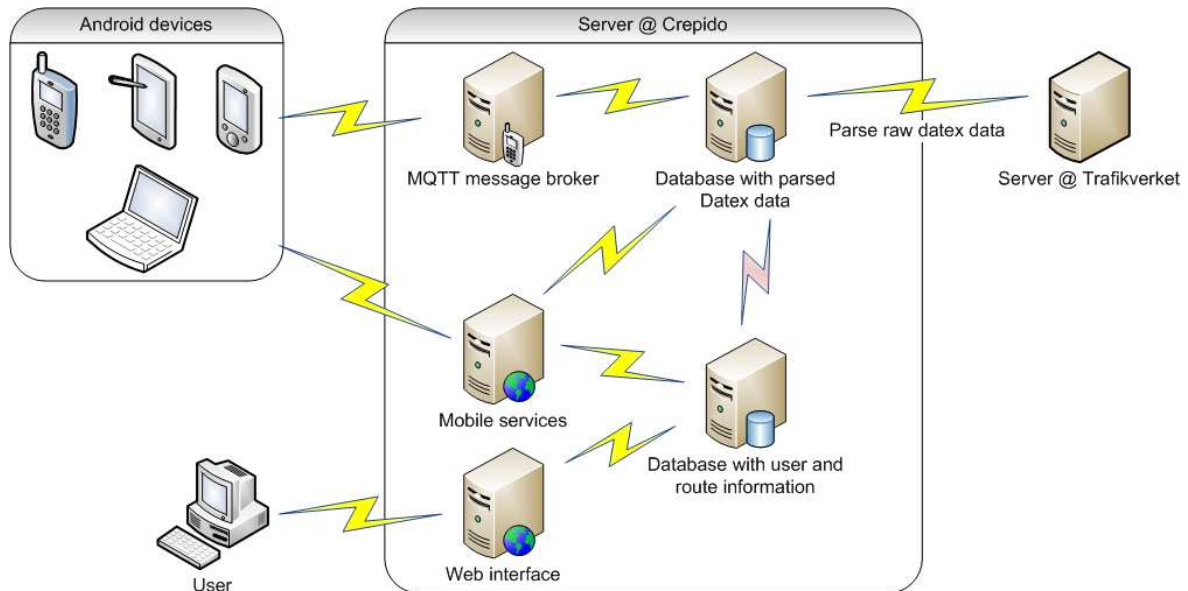 Android devices
Server @ Crepido
MQTT message broker
Database with parsed
Datex data
Parse raw datex data
Server @ Trafikverket
Mobile services
Database with user and
route information
Web interface
User